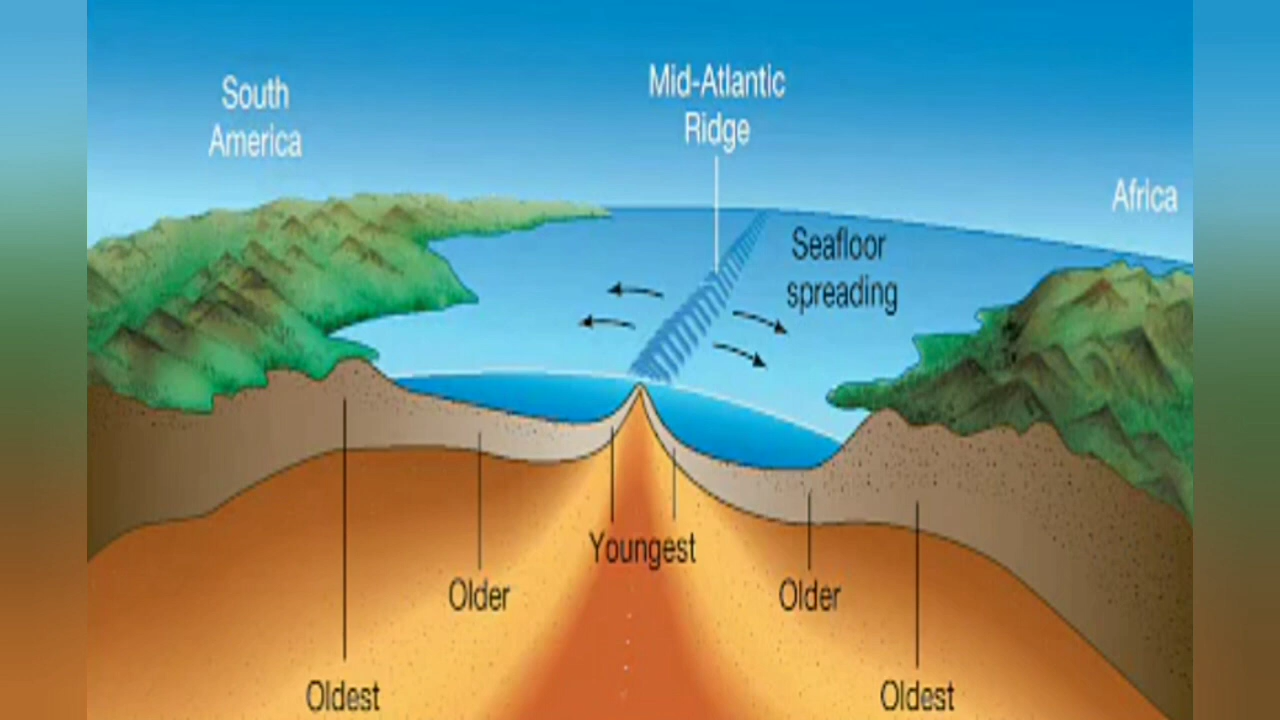 South
America
Mid-Atlantic
Ridge
Africa
Seafloor
spreading
Youngest
Older
Older
Oldest
Oldest